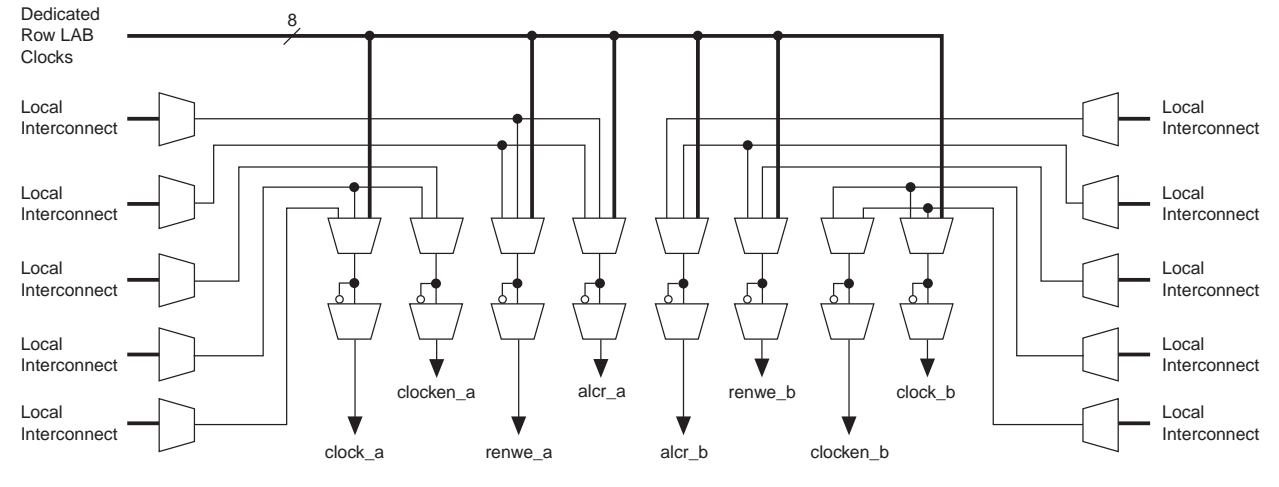 Dedicated
Row LAB
Clocks
8
Local
Interconnect
Local
Interconnect
Local
Interconnect
Local
Interconnect
Local
Interconnect
Local
Interconnect
Local
Interconnect
Local
Interconnect
Local
Interconnect
Local
Interconnect
clocken_a
alcr_a
renwe_b
clock_b
clock_a
renwe_a
alcr_b
clocken_b